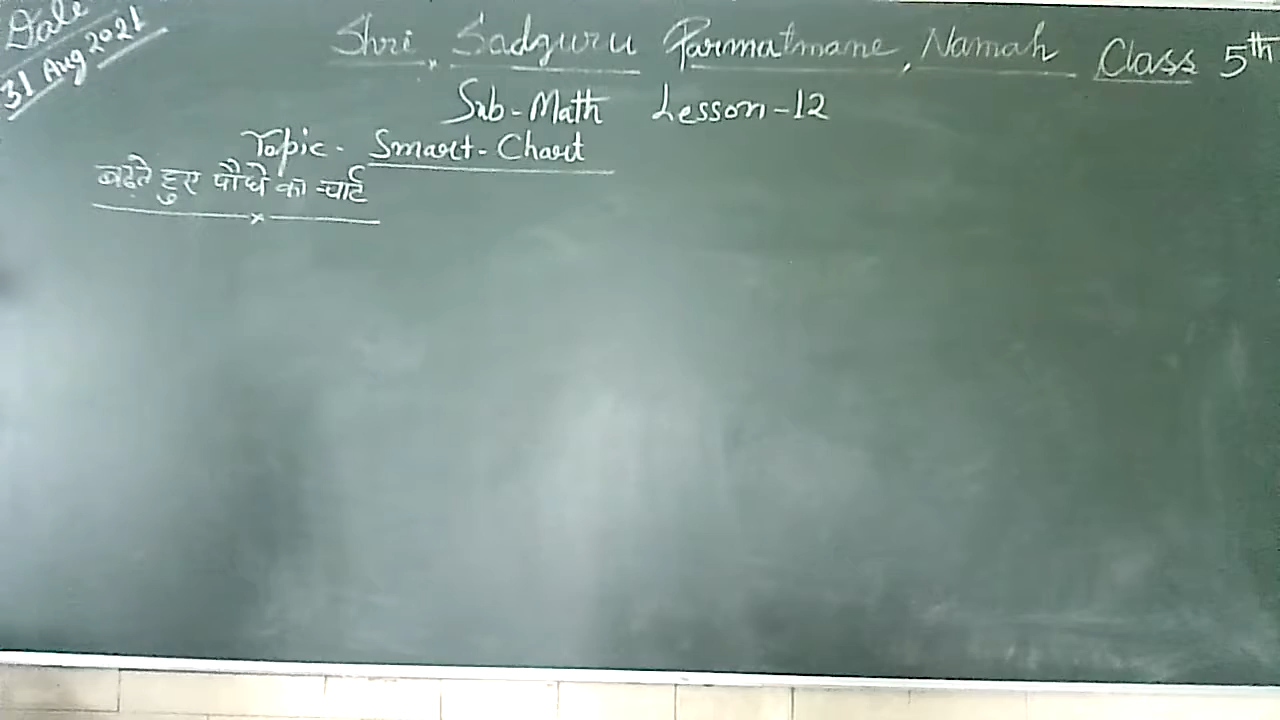 Date
31 Aug 2021
Shri Sadguru Parmatmane, Namah Class 5th
Sub-Math Lesson-12
Topic - Smart-Chart
बढ़ते हुए पौधे का चार्ट